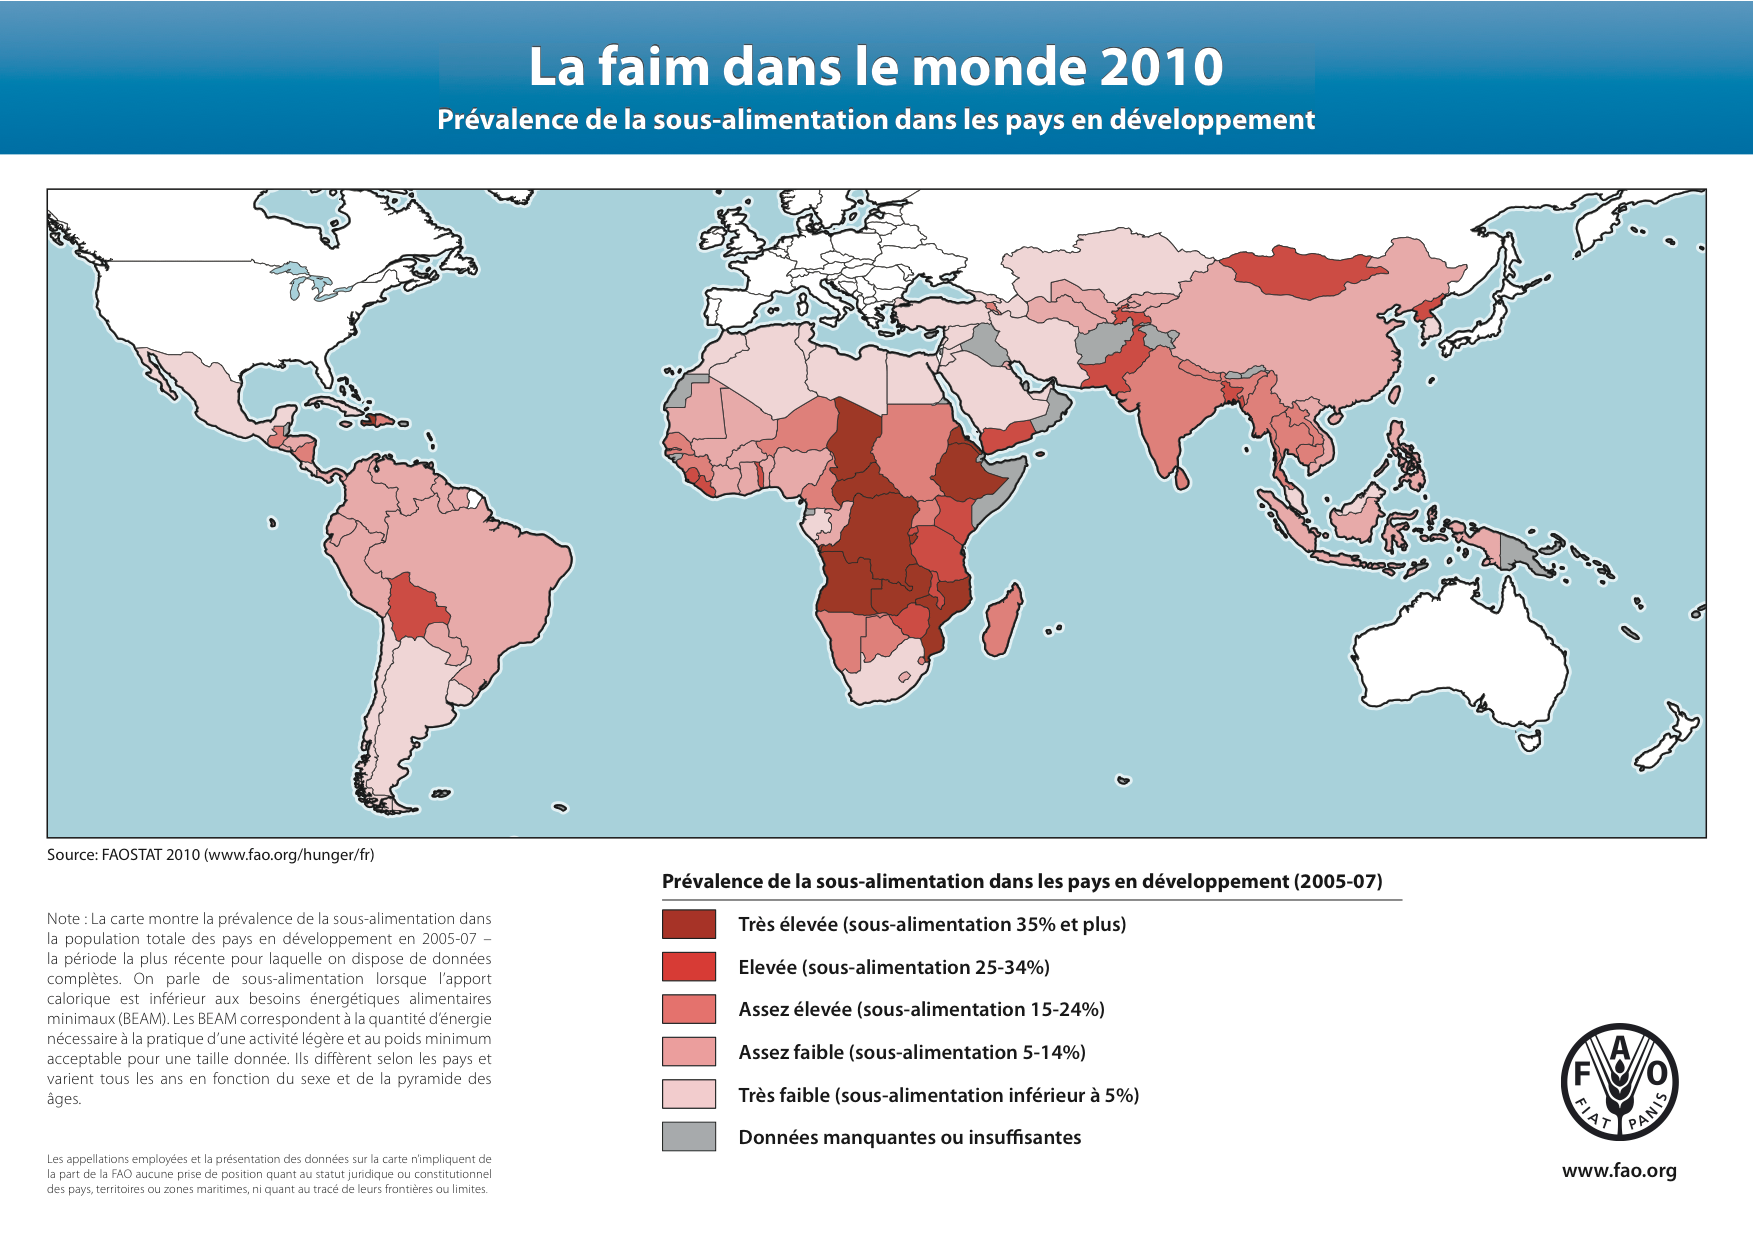 La faim dans le monde 2010
Prévalence de la sous-alimentation dans les pays en développement
Source: FAOSTAT 2010 (www.fao.org/hunger/fr)
Note : La carte montre la prévalence de la sous-alimentation dans
la population totale des pays en développement en 2005-07 –
la période la plus récente pour laquelle on dispose de données
complètes. On parle de sous-alimentation lorsque l’apport
calorique est inférieur aux besoins énergétiques alimentaires
minimaux (BEAM). Les BEAM correspondent à la quantité d’énergie
nécessaire à la pratique d’une activité légère et au poids minimum
acceptable pour une taille donnée. Ils diffèrent selon les pays et
varient tous les ans en fonction du sexe et de la pyramide des
âges.
Les appellations employées et la présentation des données sur la carte n’impliquent de
la part de la FAO aucune prise de position quant au statut juridique ou constitutionnel
des pays, territoires ou zones maritimes, ni quant au tracé de leurs frontières ou limites.
Prévalence de la sous-alimentation dans les pays en développement (2005-07)
Très élevée (sous-alimentation 35% et plus)
Elevée (sous-alimentation 25-34%)
Assez élevée (sous-alimentation 15-24%)
Assez faible (sous-alimentation 5-14%)
Très faible (sous-alimentation inférieur à 5%)
Données manquantes ou insuffisantes
F A O
FIAT PANIS
www.fao.org